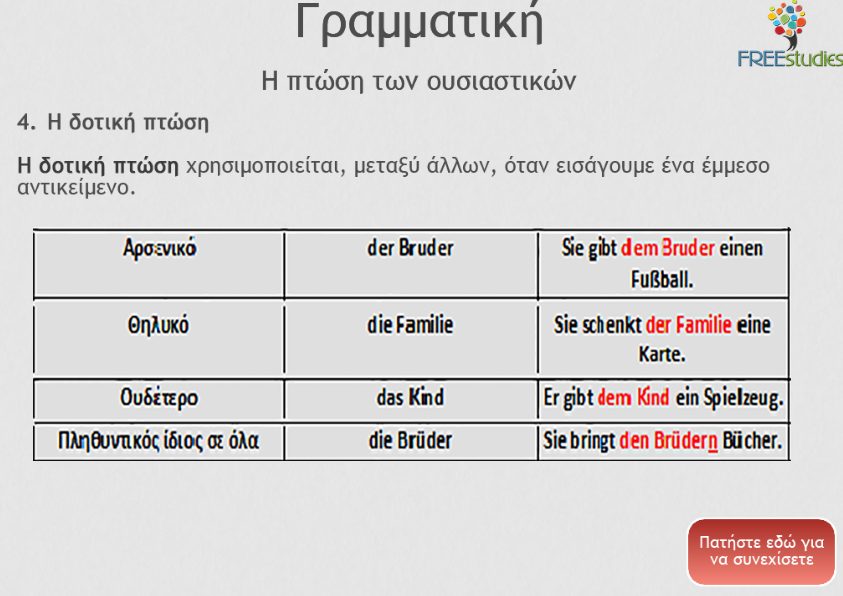 Γραμματική
FREEstudies
Η πτώση των ουσιαστικών
4. Η δοτική πτώση
Η δοτική πτώση χρησιμοποιείται, μεταξύ άλλων, όταν εισάγουμε ένα έμμεσο
αντικείμενο.
Αρσενικό der Bruder Sie gibt dem Bruder einen
Fußball.
Θηλυκό die Familie Sie schenkt der Familie eine
Karte.
Ουδέτερο das Kind Er gibt dem Kind ein Spielzeug.
Πληθυντικός ίδιος σε όλα die Brüder Sie bringt den Brüdern Bücher.
Πατήστε εδώ για
να συνεχίσετε